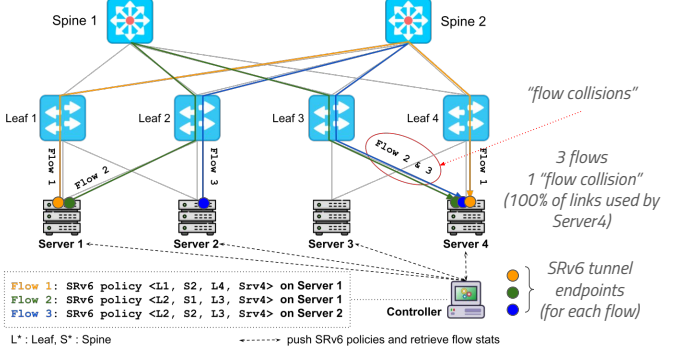 Spine 1
Spine 2
Leaf 1
Leaf 2
Leaf 3
Leaf 4
"flow collisions"
Flow 1
Flow 2
Flow 3
Flow 2 & 3
Flow 1
3 flows
1 "flow collision"
(100% of links used by
Server4)
Server 1
Server 2
Server 3
Server 4
SRv6 tunnel
endpoints
(for each flow)
Flow 1: SRv6 policy <L1, S2, L4, Srv4> on Server 1
Flow 2: SRv6 policy <L2, S1, L3, Srv4> on Server 1
Flow 3: SRv6 policy <L2, S2, L3, Srv4> on Server 2
Controller
L* : Leaf, S* : Spine
push SRv6 policies and retrieve flow stats